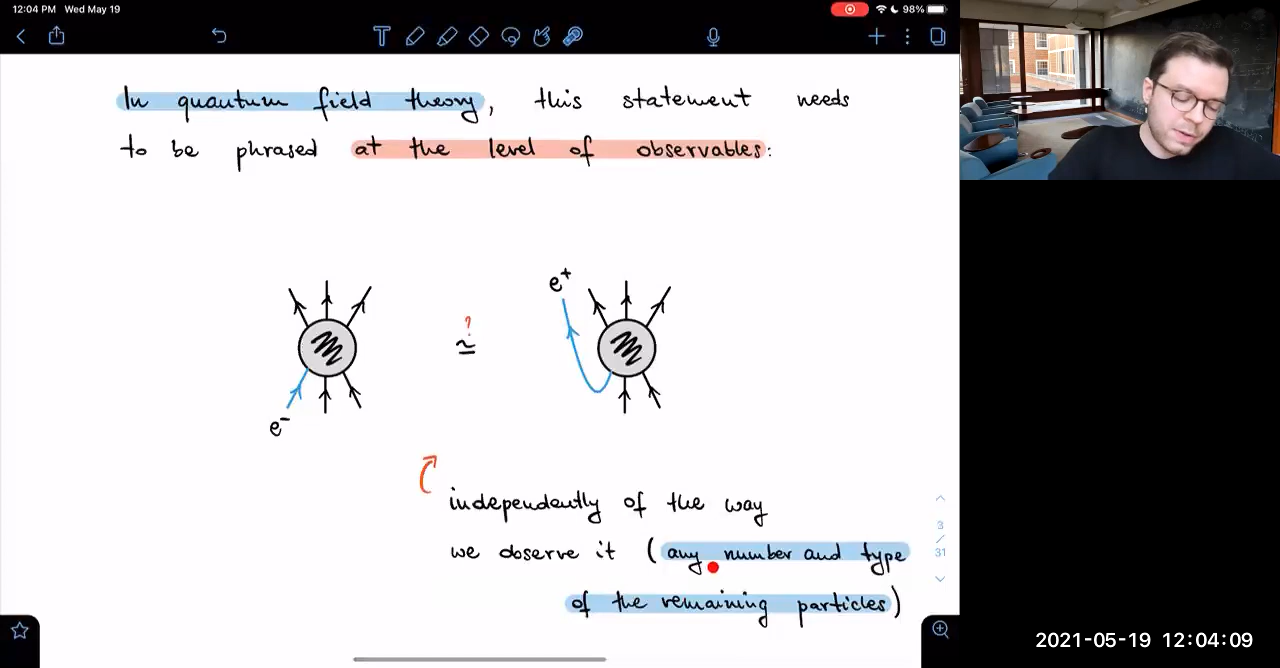 12:04 PM Wed May 19
98%
In quantum field theory, this statement needs
to be phrased at the level of observables:
e⁺
?
≃
e⁻
independently of the way
we observe it (any number and type
of the remaining particles)
3
/
31
2021-05-19 12:04:09